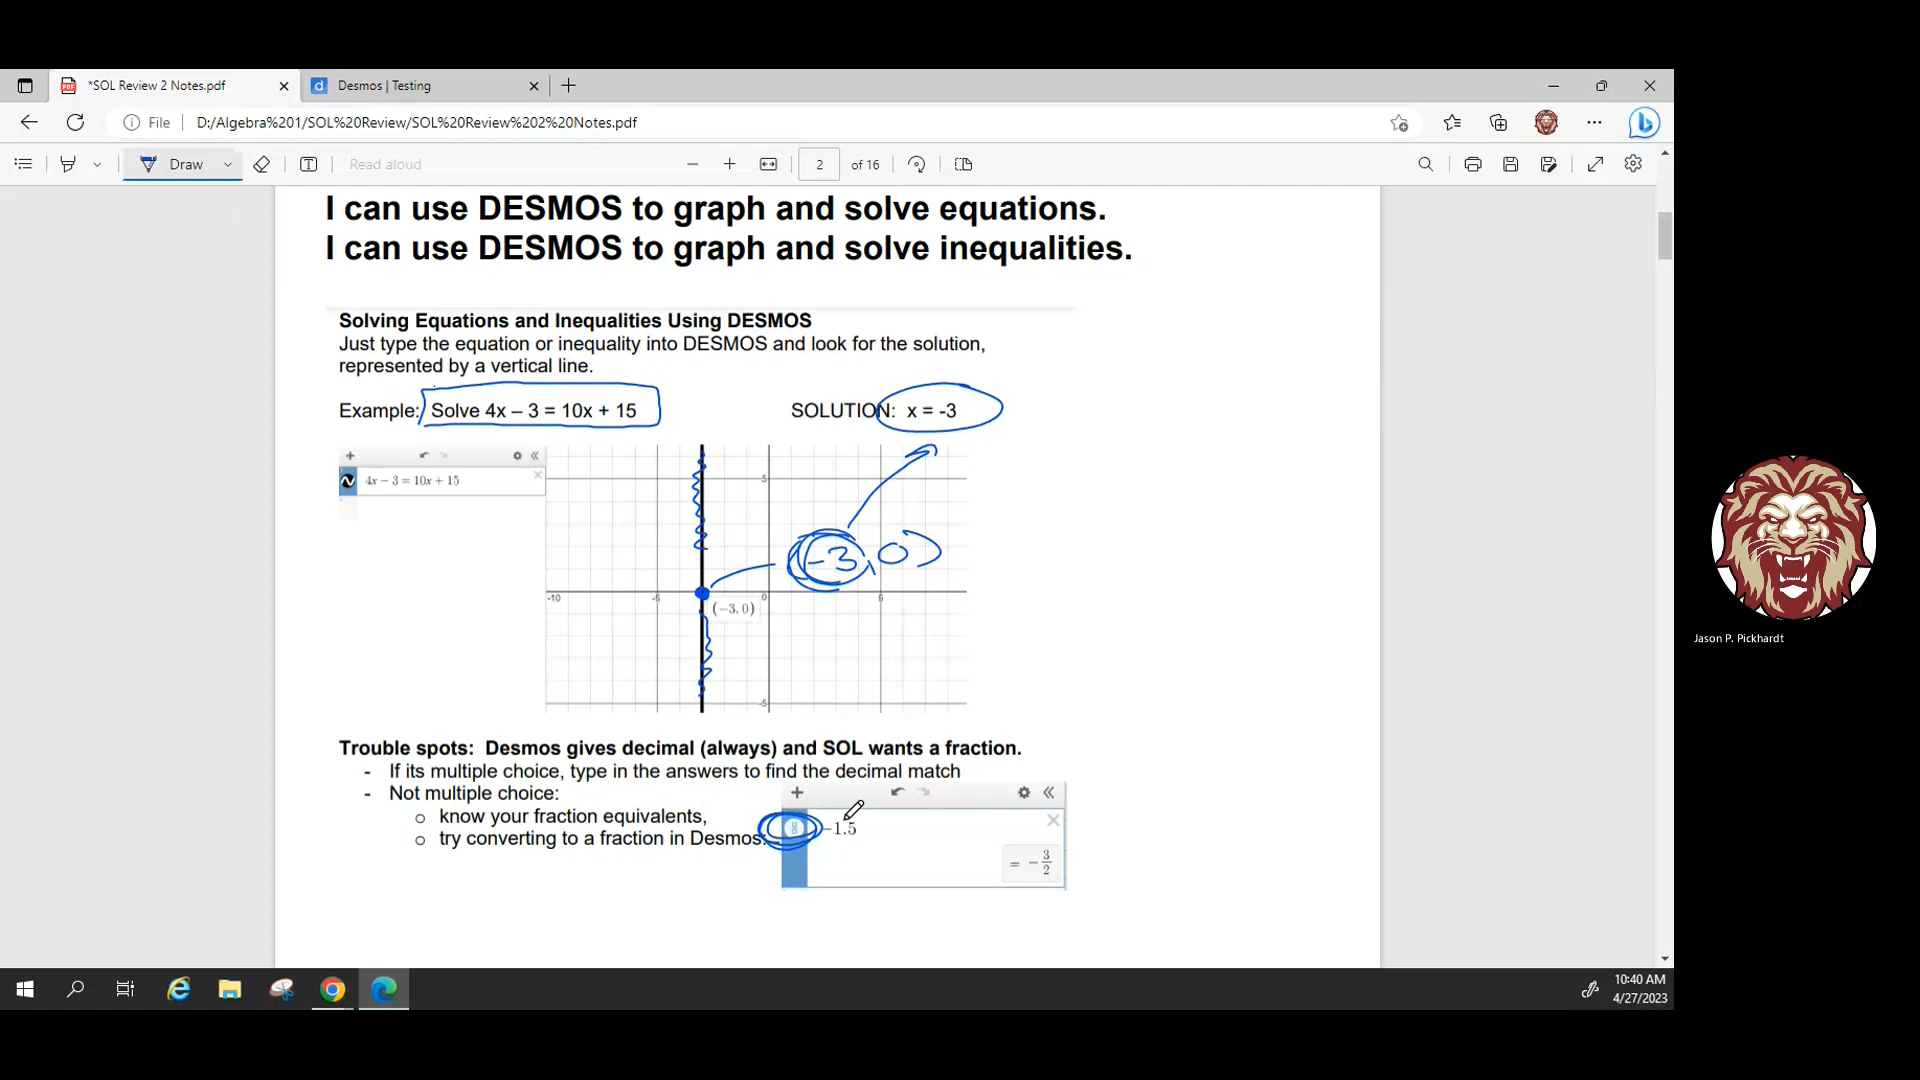 *SOL Review 2 Notes.pdf
Desmos | Testing
File D:/Algebra%201/SOL%20Review/SOL%20Review%202%20Notes.pdf
Draw Read aloud 2 of 16
I can use DESMOS to graph and solve equations.
I can use DESMOS to graph and solve inequalities.
Solving Equations and Inequalities Using DESMOS
Just type the equation or inequality into DESMOS and look for the solution,
represented by a vertical line.
Example: Solve 4x – 3 = 10x + 15 SOLUTION: x = -3
4x − 3 = 10x + 15
5
(-3, 0)
-10 -5 0 5
(−3, 0)
-5
Trouble spots: Desmos gives decimal (always) and SOL wants a fraction.
- If its multiple choice, type in the answers to find the decimal match
- Not multiple choice:
o know your fraction equivalents,
o try converting to a fraction in Desmos:
−1.5
= − 3/2
Jason P. Pickhardt
10:40 AM
4/27/2023